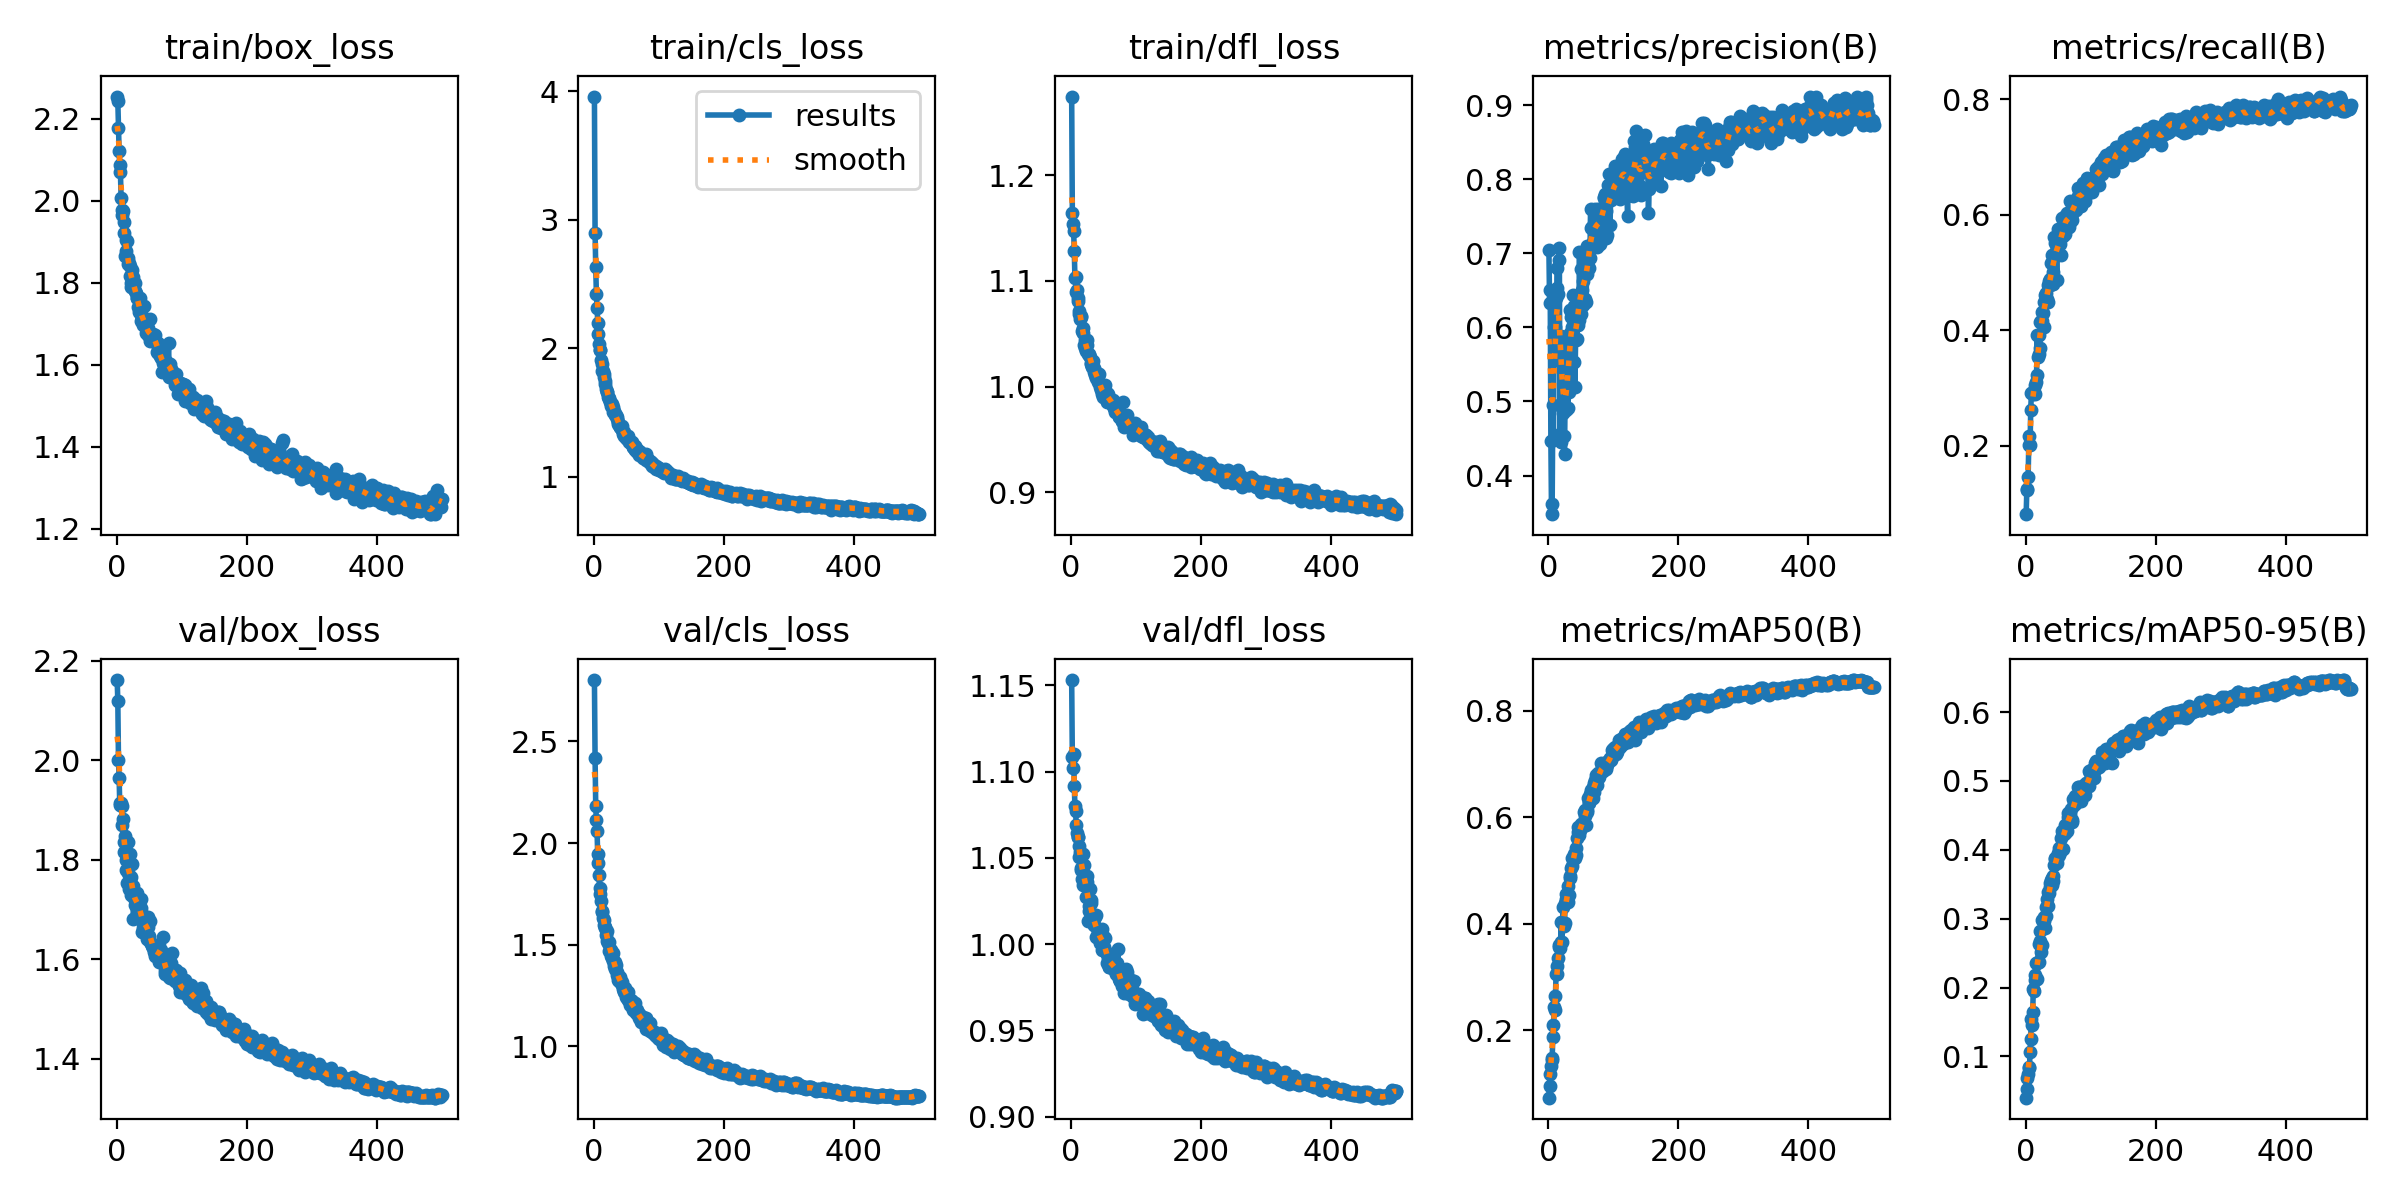 train/box_loss
2.2
2.0
1.8
1.6
1.4
1.2
0 200 400
train/cls_loss
results
smooth
4
3
2
1
0 200 400
train/dfl_loss
1.2
1.1
1.0
0.9
0 200 400
metrics/precision(B)
0.9
0.8
0.7
0.6
0.5
0.4
0 200 400
metrics/recall(B)
0.8
0.6
0.4
0.2
0 200 400
val/box_loss
2.2
2.0
1.8
1.6
1.4
0 200 400
val/cls_loss
2.5
2.0
1.5
1.0
0 200 400
val/dfl_loss
1.15
1.10
1.05
1.00
0.95
0.90
0 200 400
metrics/mAP50(B)
0.8
0.6
0.4
0.2
0 200 400
metrics/mAP50-95(B)
0.6
0.5
0.4
0.3
0.2
0.1
0 200 400